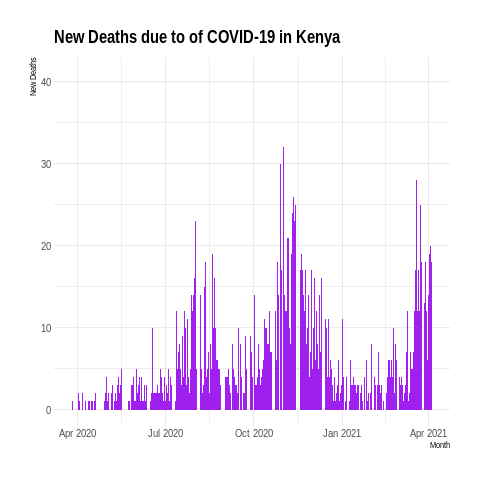 New Deaths due to of COVID-19 in Kenya
New Deaths
40
30
20
10
0
Apr 2020
Jul 2020
Oct 2020
Jan 2021
Apr 2021
Month